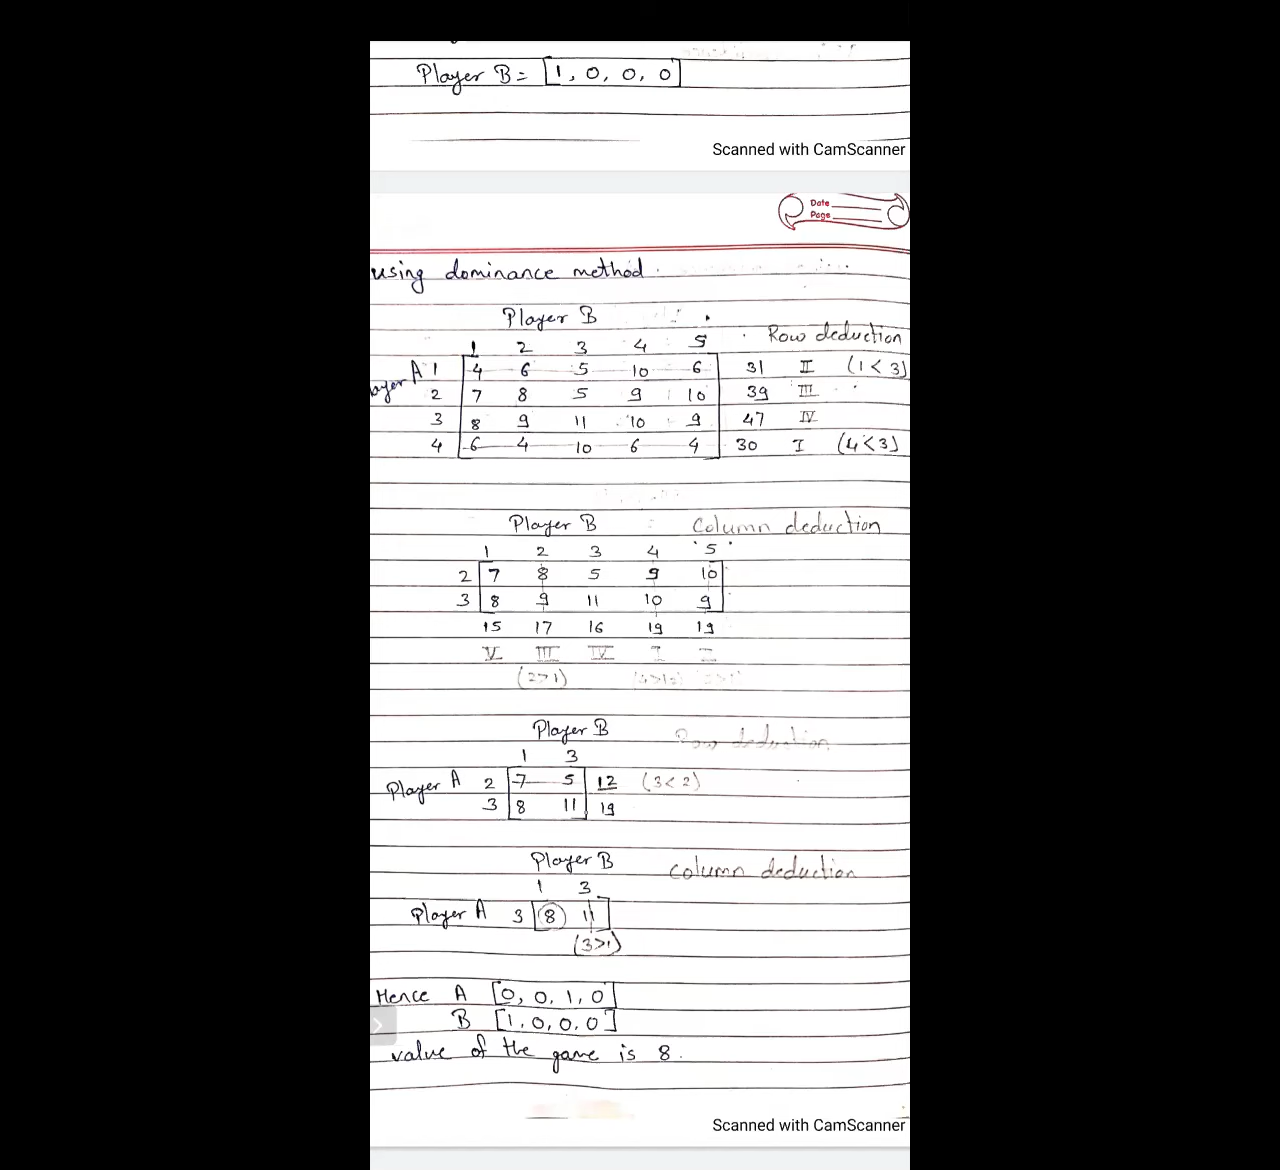 Player B = [1, 0, 0, 0]
Scanned with CamScanner
Date
Page
using dominance method.
Player B
1 2 3 4 5 Row deduction
ayer A 1 4 6 5 10 6 31 II (1 < 3)
2 7 8 5 9 10 39 III
3 8 9 11 10 9 47 IV
4 6 4 10 6 4 30 I (4 < 3)
Player B Column deduction
1 2 3 4 5
2 7 8 5 9 10
3 8 9 11 10 9
15 17 16 19 19
V III IV I
(2>1)
Player B Row deduction
1 3
Player A 2 7 5 12 (3 < 2)
3 8 11 19
Player B column deduction
1 3
Player A 3 8 11
(3>1)
Hence A [0, 0, 1, 0]
B [1, 0, 0, 0]
value of the game is 8.
Scanned with CamScanner